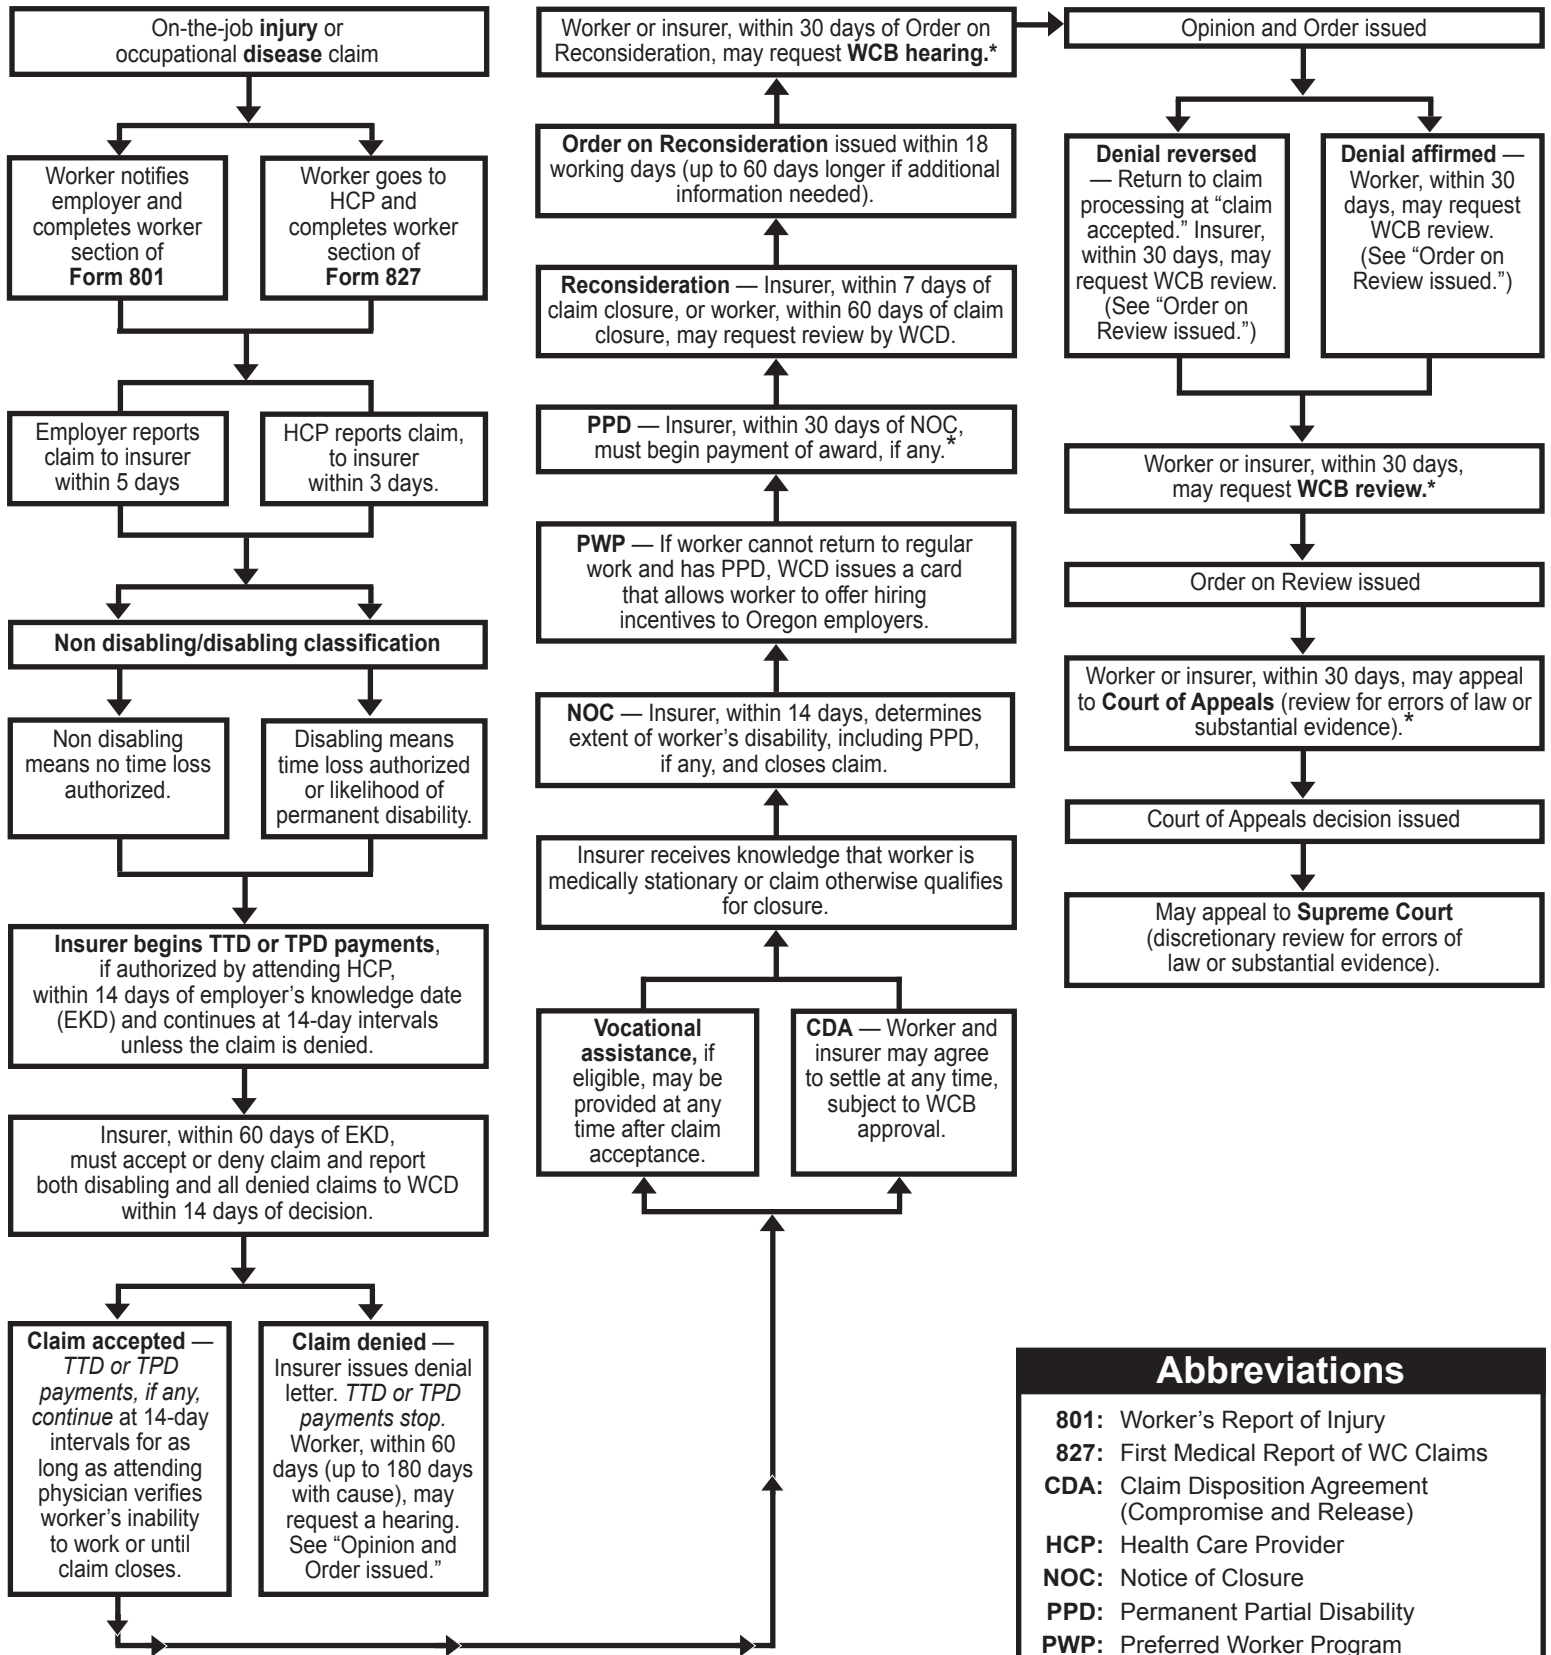 On-the-job injury or
occupational disease claim
Worker notifies
employer and
completes worker
section of
Form 801
Worker goes to
HCP and
completes worker
section of
Form 827
Employer reports
claim to insurer
within 5 days
HCP reports claim,
to insurer
within 3 days.
Non disabling/disabling classification
Non disabling
means no time loss
authorized.
Disabling means
time loss authorized
or likelihood of
permanent disability.
Insurer begins TTD or TPD payments,
if authorized by attending HCP,
within 14 days of employer’s knowledge date
(EKD) and continues at 14-day intervals
unless the claim is denied.
Insurer, within 60 days of EKD,
must accept or deny claim and report
both disabling and all denied claims to WCD
within 14 days of decision.
Claim accepted —
TTD or TPD
payments, if any,
continue at 14-day
intervals for as
long as attending
physician verifies
worker’s inability
to work or until
claim closes.
Claim denied —
Insurer issues denial
letter. TTD or TPD
payments stop.
Worker, within 60
days (up to 180 days
with cause), may
request a hearing.
See “Opinion and
Order issued.”
Worker or insurer, within 30 days of Order on
Reconsideration, may request WCB hearing.*
Order on Reconsideration issued within 18
working days (up to 60 days longer if additional
information needed).
Reconsideration — Insurer, within 7 days of
claim closure, or worker, within 60 days of claim
closure, may request review by WCD.
PPD — Insurer, within 30 days of NOC,
must begin payment of award, if any.*
PWP — If worker cannot return to regular
work and has PPD, WCD issues a card
that allows worker to offer hiring
incentives to Oregon employers.
NOC — Insurer, within 14 days, determines
extent of worker’s disability, including PPD,
if any, and closes claim.
Insurer receives knowledge that worker is
medically stationary or claim otherwise qualifies
for closure.
Vocational
assistance, if
eligible, may be
provided at any
time after claim
acceptance.
CDA — Worker and
insurer may agree
to settle at any time,
subject to WCB
approval.
Opinion and Order issued
Denial reversed
— Return to claim
processing at “claim
accepted.” Insurer,
within 30 days, may
request WCB review.
(See “Order on
Review issued.”)
Denial affirmed —
Worker, within 30
days, may request
WCB review.
(See “Order on
Review issued.”)
Worker or insurer, within 30 days,
may request WCB review.*
Order on Review issued
Worker or insurer, within 30 days, may appeal
to Court of Appeals (review for errors of law or
substantial evidence).*
Court of Appeals decision issued
May appeal to Supreme Court
(discretionary review for errors of
law or substantial evidence).
Abbreviations
801: Worker’s Report of Injury
827: First Medical Report of WC Claims
CDA: Claim Disposition Agreement
(Compromise and Release)
HCP: Health Care Provider
NOC: Notice of Closure
PPD: Permanent Partial Disability
PWP: Preferred Worker Program